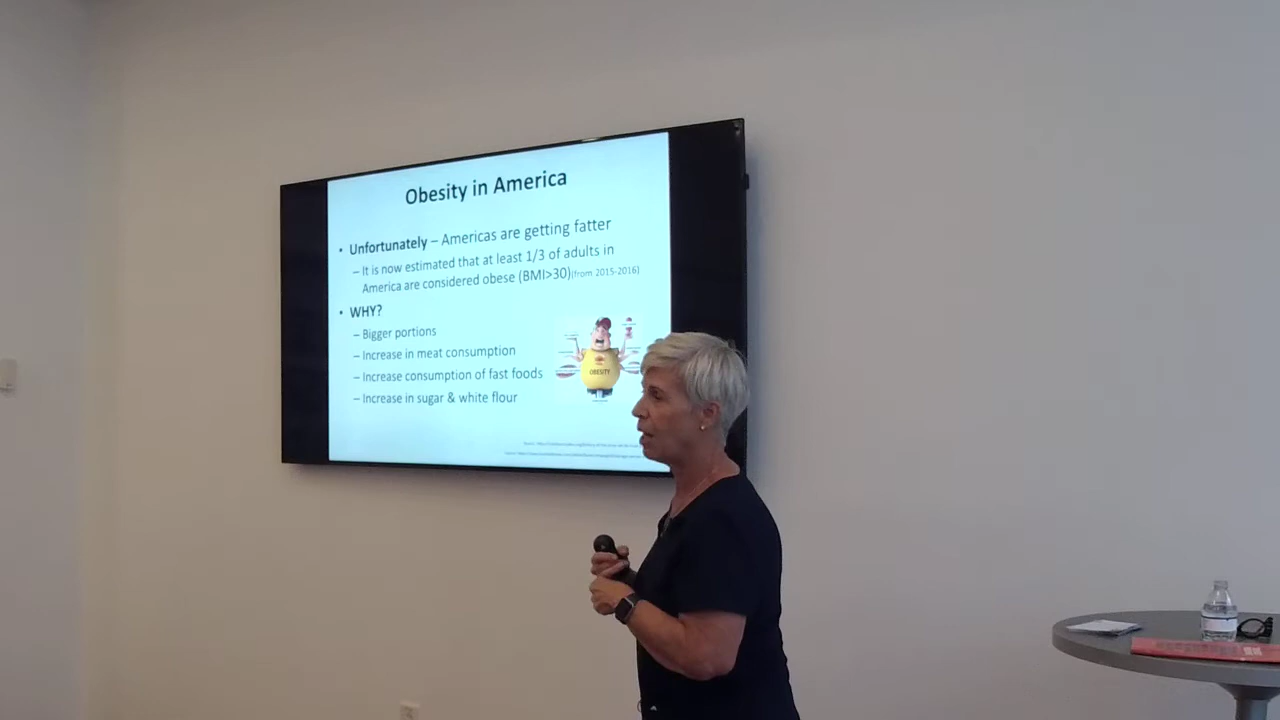 Obesity in America
• Unfortunately – Americas are getting fatter
– It is now estimated that at least 1/3 of adults in
America are considered obese (BMI>30)(from 2015-2016)
• WHY?
– Bigger portions
– Increase in meat consumption
– Increase consumption of fast foods
– Increase in sugar & white flour
OBESITY